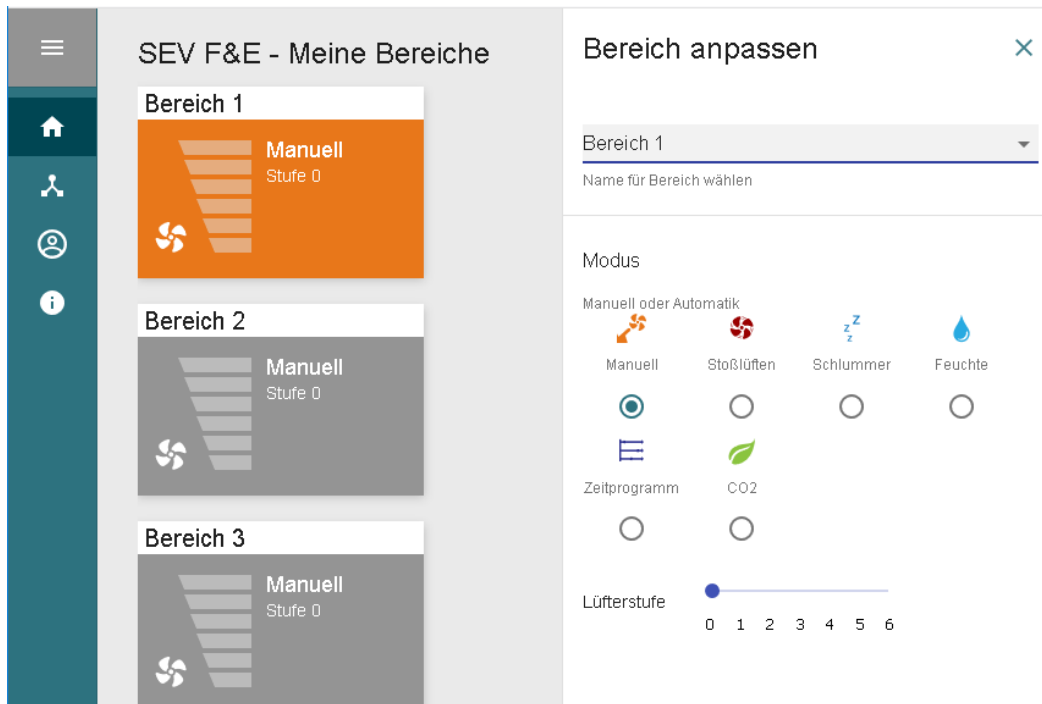 SEV F&E - Meine Bereiche
Bereich 1
Manuell
Stufe 0
Bereich 2
Manuell
Stufe 0
Bereich 3
Manuell
Stufe 0
Bereich anpassen
Bereich 1
Name für Bereich wählen
Modus
Manuell oder Automatik
z z Z
Manuell Stoßlüften Schlummer Feuchte
Zeitprogramm CO2
Lüfterstufe
0 1 2 3 4 5 6